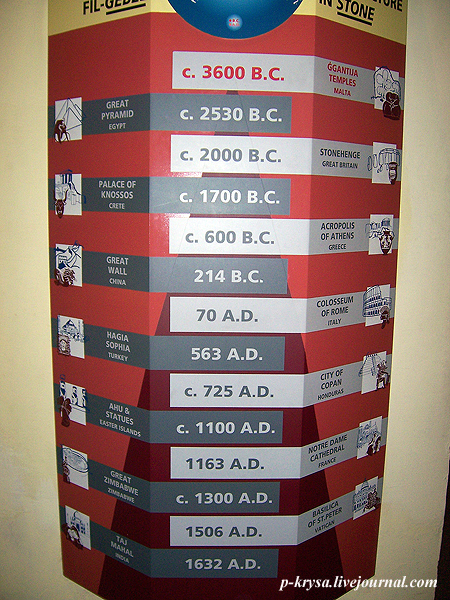 FIL-ĠEBEL
IN STONE
c. 3600 B.C.
ĠGANTIJA
TEMPLES
MALTA
GREAT
PYRAMID
EGYPT
c. 2530 B.C.
c. 2000 B.C.
STONEHENGE
GREAT BRITAIN
PALACE OF
KNOSSOS
CRETE
c. 1700 B.C.
c. 600 B.C.
ACROPOLIS
OF ATHENS
GREECE
GREAT
WALL
CHINA
214 B.C.
70 A.D.
COLOSSEUM
OF ROME
ITALY
HAGIA
SOPHIA
TURKEY
563 A.D.
c. 725 A.D.
CITY OF
COPAN
HONDURAS
AHU &
STATUES
EASTER ISLANDS
c. 1100 A.D.
1163 A.D.
NOTRE DAME
CATHEDRAL
FRANCE
GREAT
ZIMBABWE
ZIMBABWE
c. 1300 A.D.
1506 A.D.
BASILICA
OF ST.PETER
VATICAN
TAJ
MAHAL
INDIA
1632 A.D.
p-krysa.livejournal.com